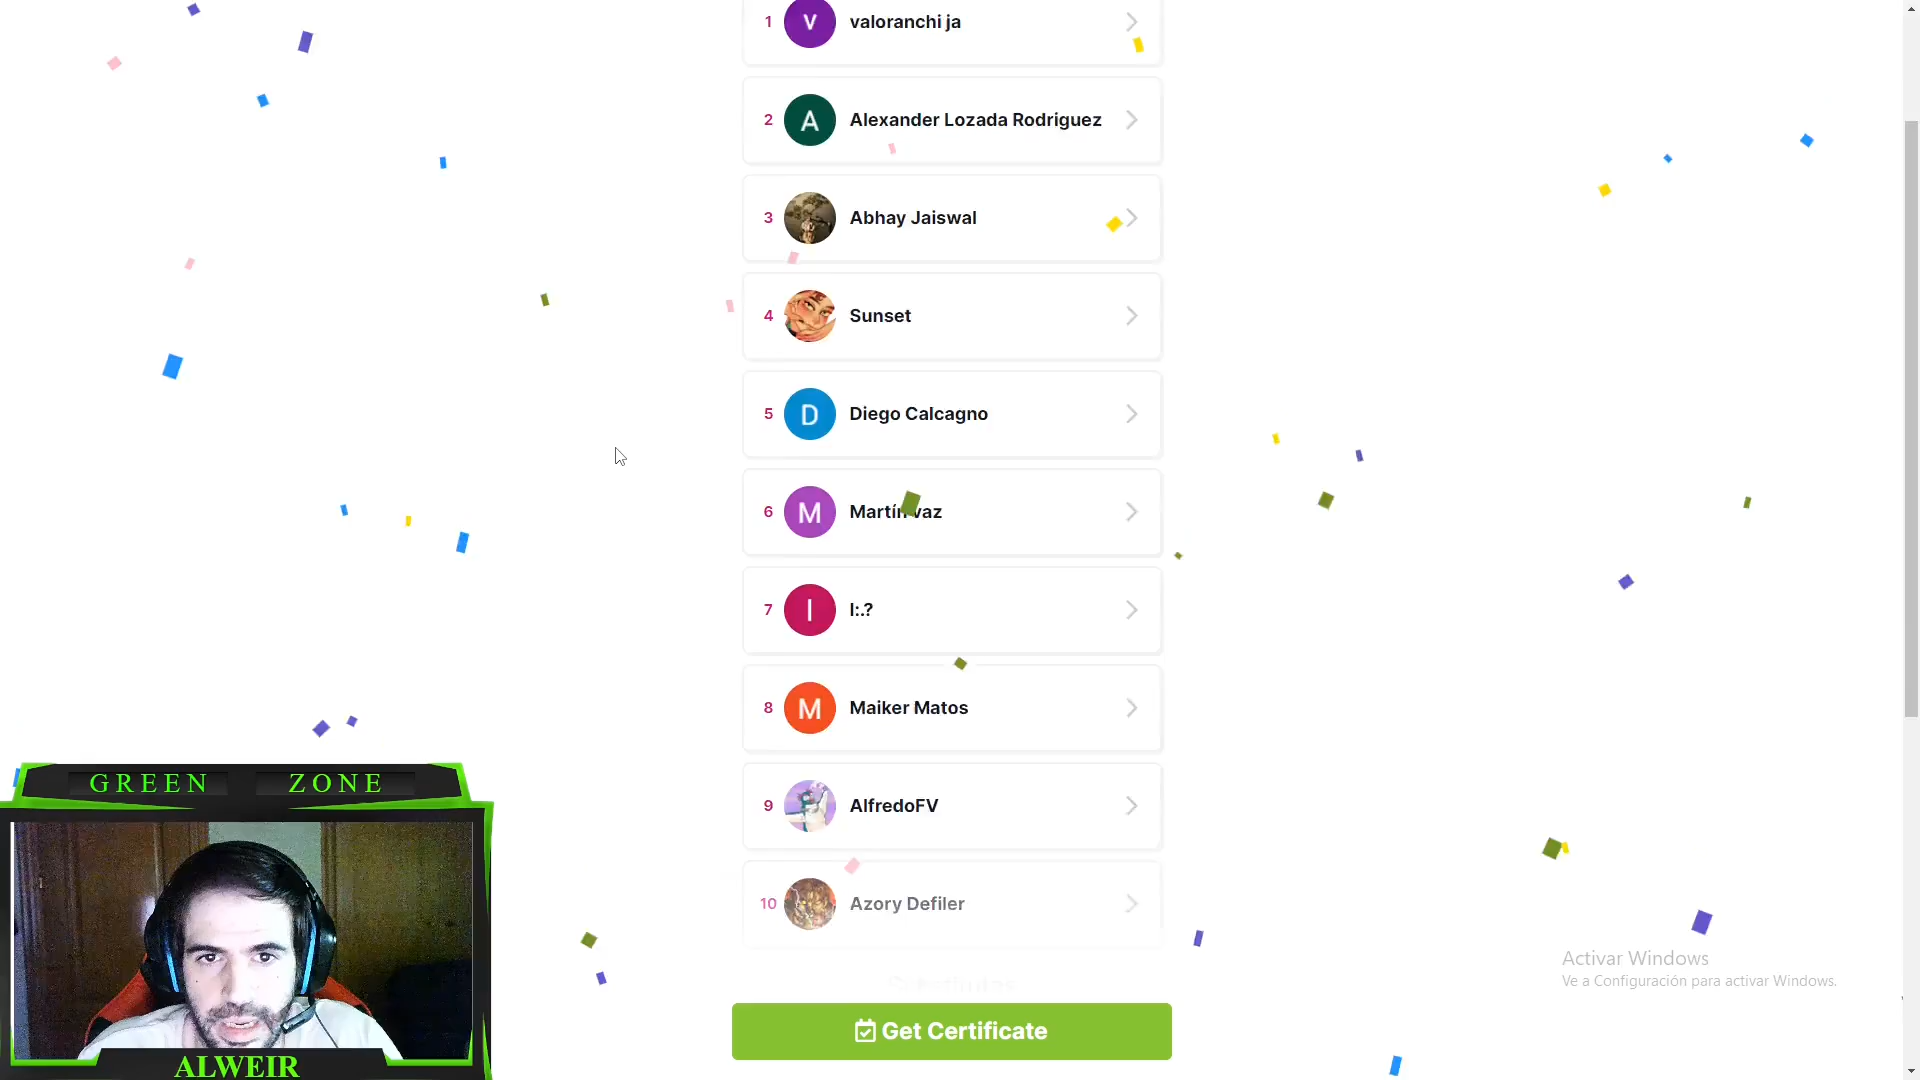 1 V valoranchi ja
2 A Alexander Lozada Rodriguez
3 Abhay Jaiswal
4 Sunset
5 D Diego Calcagno
6 M Martín vaz
7 I I:.?
8 M Maiker Matos
9 AlfredoFV
10 Azory Defiler
Get Certificate
GREEN ZONE
ALWEIR
Activar Windows
Ve a Configuración para activar Windows.